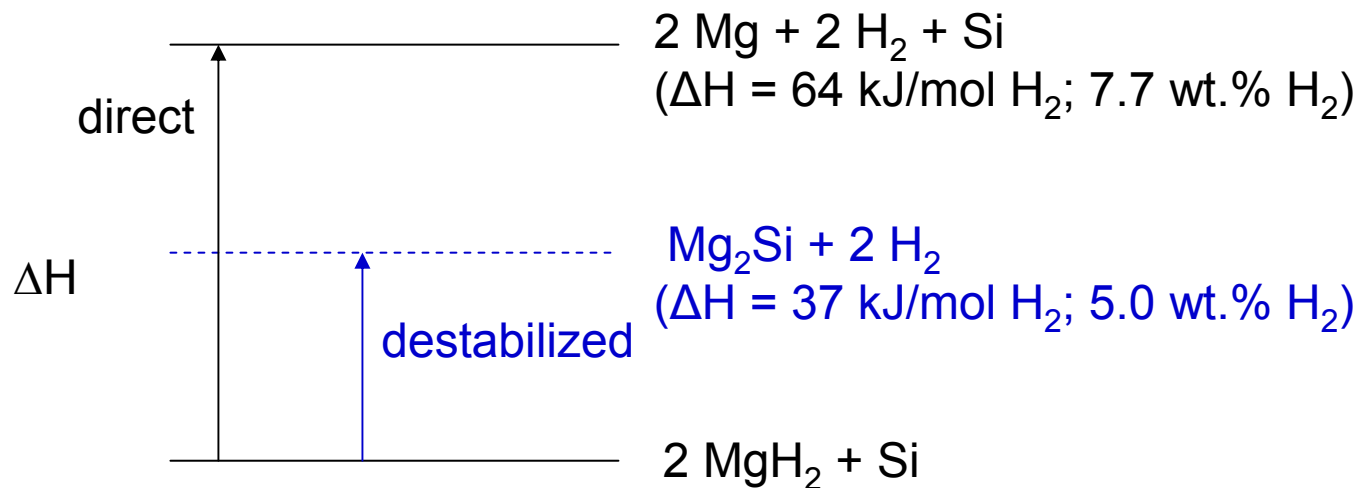 2 Mg + 2 H₂ + Si
(ΔH = 64 kJ/mol H₂; 7.7 wt.% H₂)
direct
Mg₂Si + 2 H₂
(ΔH = 37 kJ/mol H₂; 5.0 wt.% H₂)
ΔH
destabilized
2 MgH₂ + Si